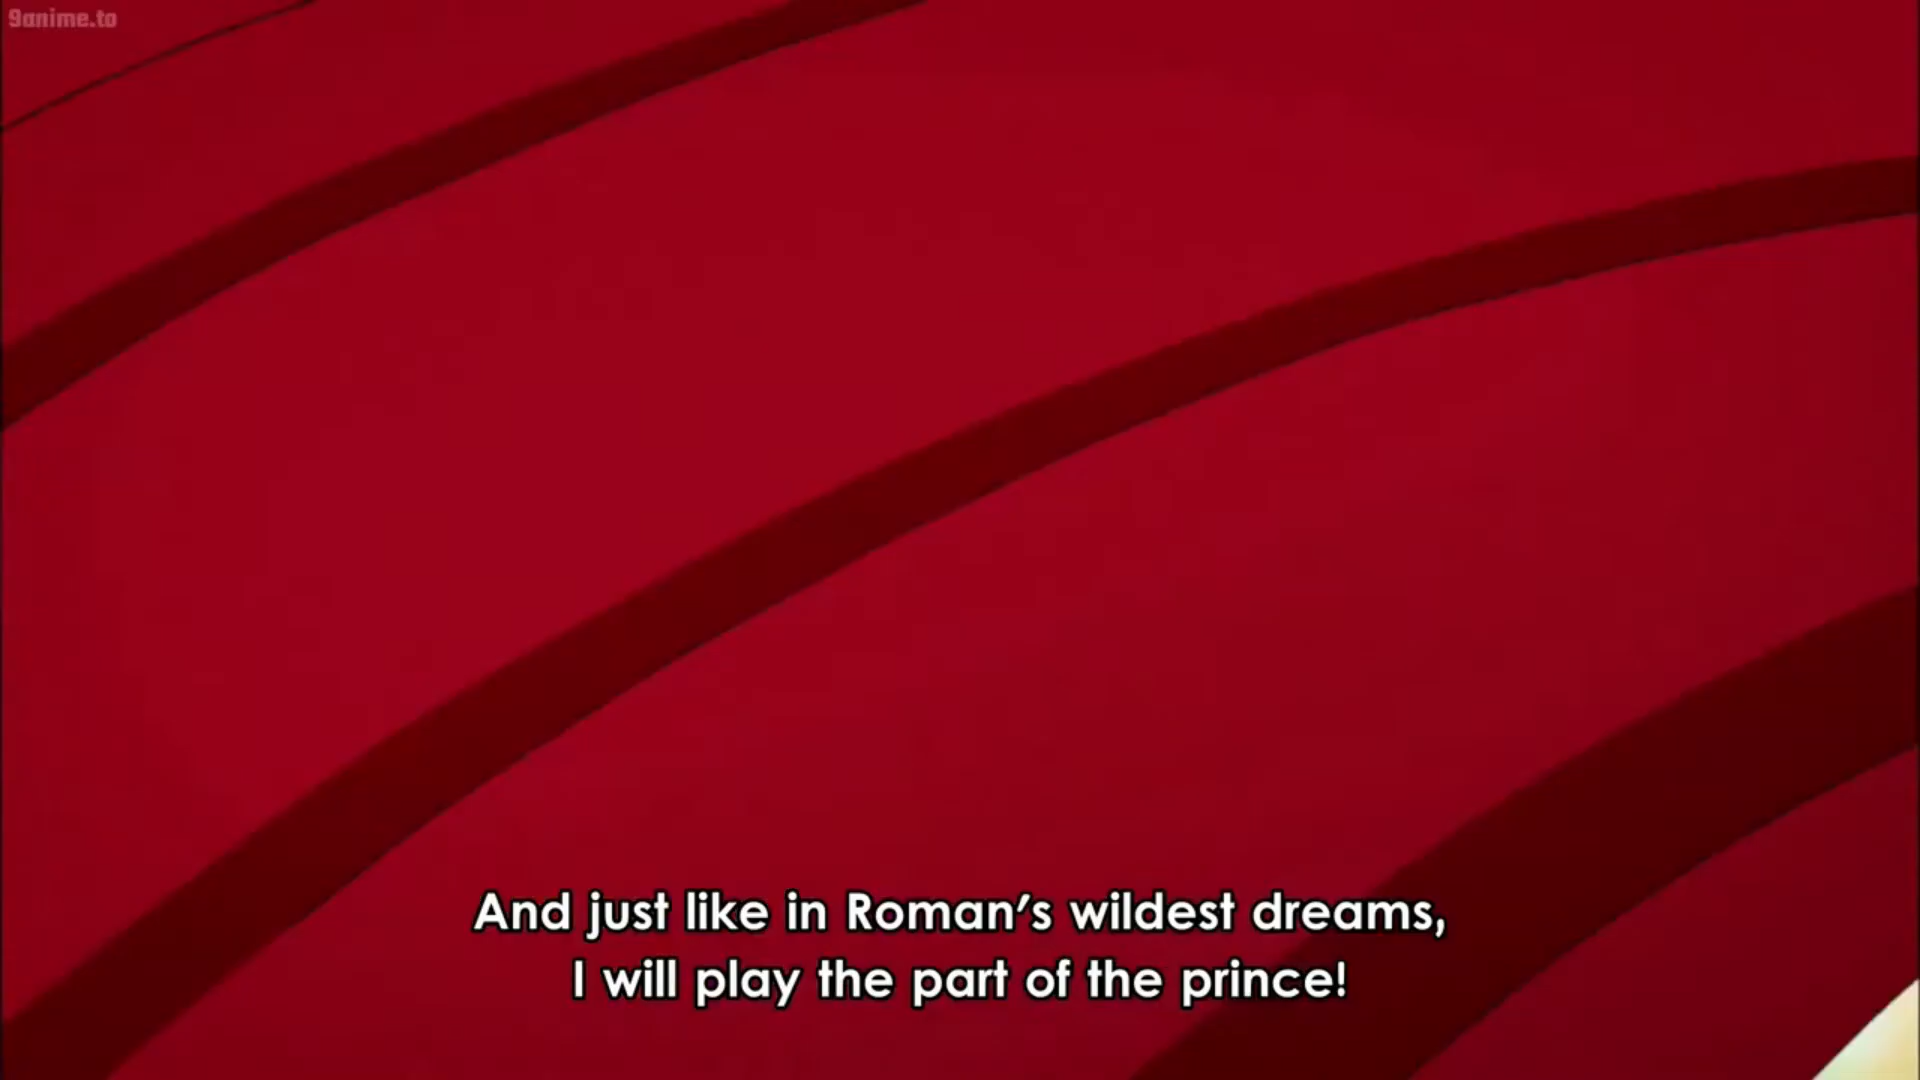 9anime.to
And just like in Roman's wildest dreams,
I will play the part of the prince!